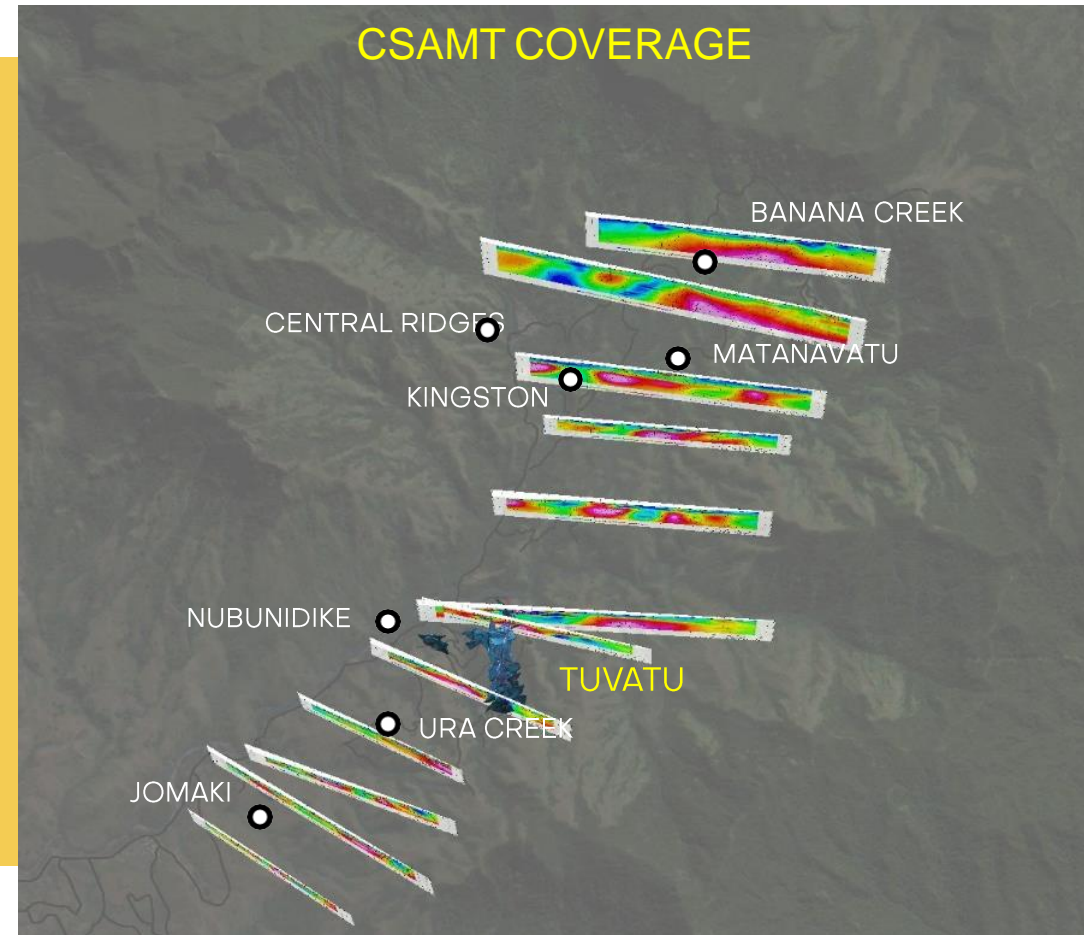 CSAMT COVERAGE
BANANA CREEK
CENTRAL RIDGES
MATANAVATU
KINGSTON
NUBUNIDIKE
TUVATU
URA CREEK
JOMAKI